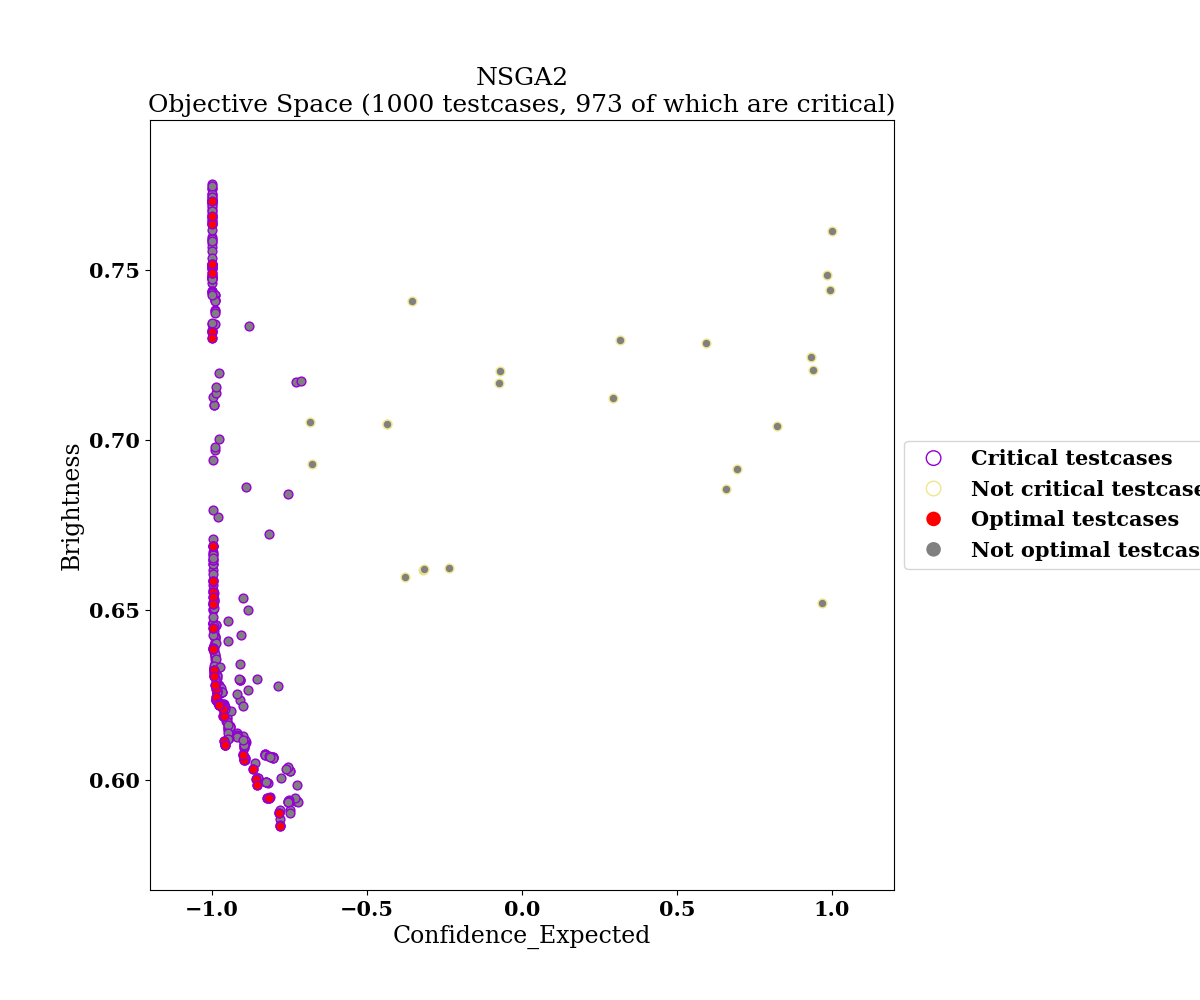 NSGA2
Objective Space (1000 testcases, 973 of which are critical)
0.75
0.70
0.65
0.60
Brightness
−1.0
−0.5
0.0
0.5
1.0
Confidence_Expected
Critical testcases
Not critical testcase
Optimal testcases
Not optimal testcas